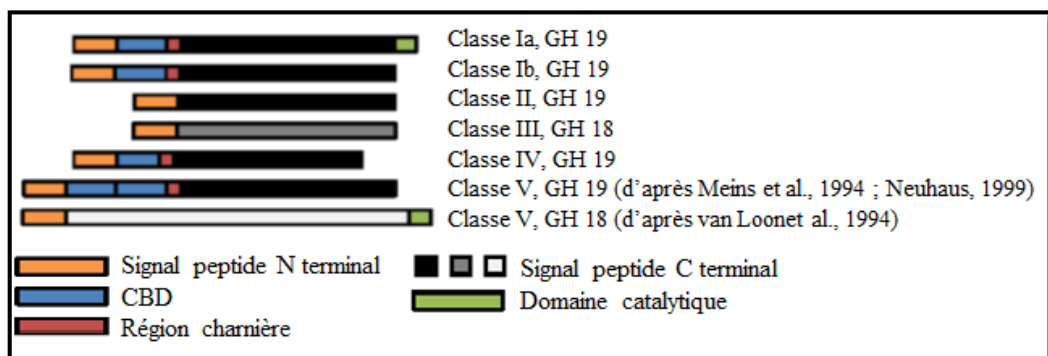 Classe Ia, GH 19
Classe Ib, GH 19
Classe II, GH 19
Classe III, GH 18
Classe IV, GH 19
Classe V, GH 19 (d'après Meins et al., 1994 ; Neuhaus, 1999)
Classe V, GH 18 (d'après van Loonet al., 1994)
Signal peptide N terminal
Signal peptide C terminal
CBD
Domaine catalytique
Région charnière